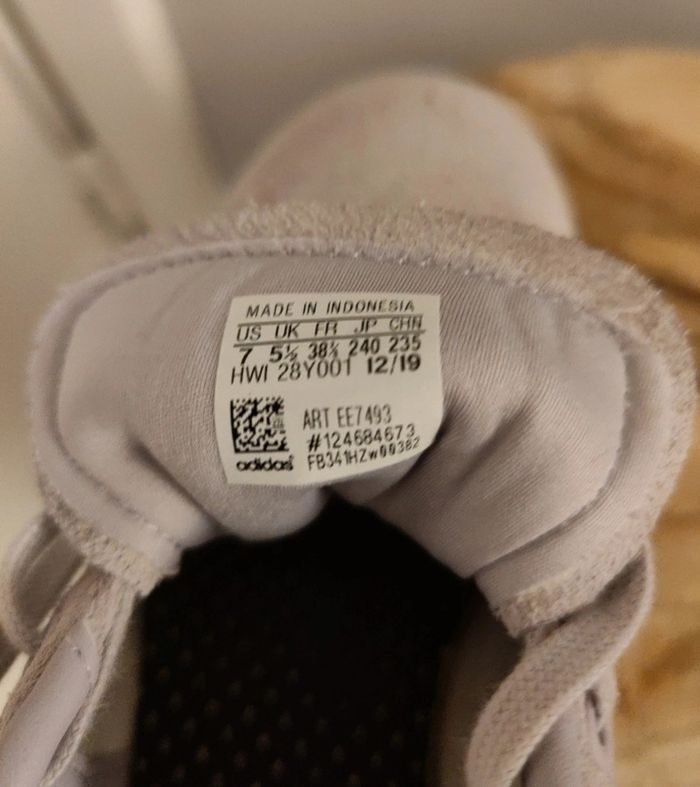 MADE IN INDONESIA
US UK FR JP CHN
7 5½ 38⅔ 240 235
HWI 28Y001 12/19
ART EE7493
#124684673
adidas FB341HZw00382